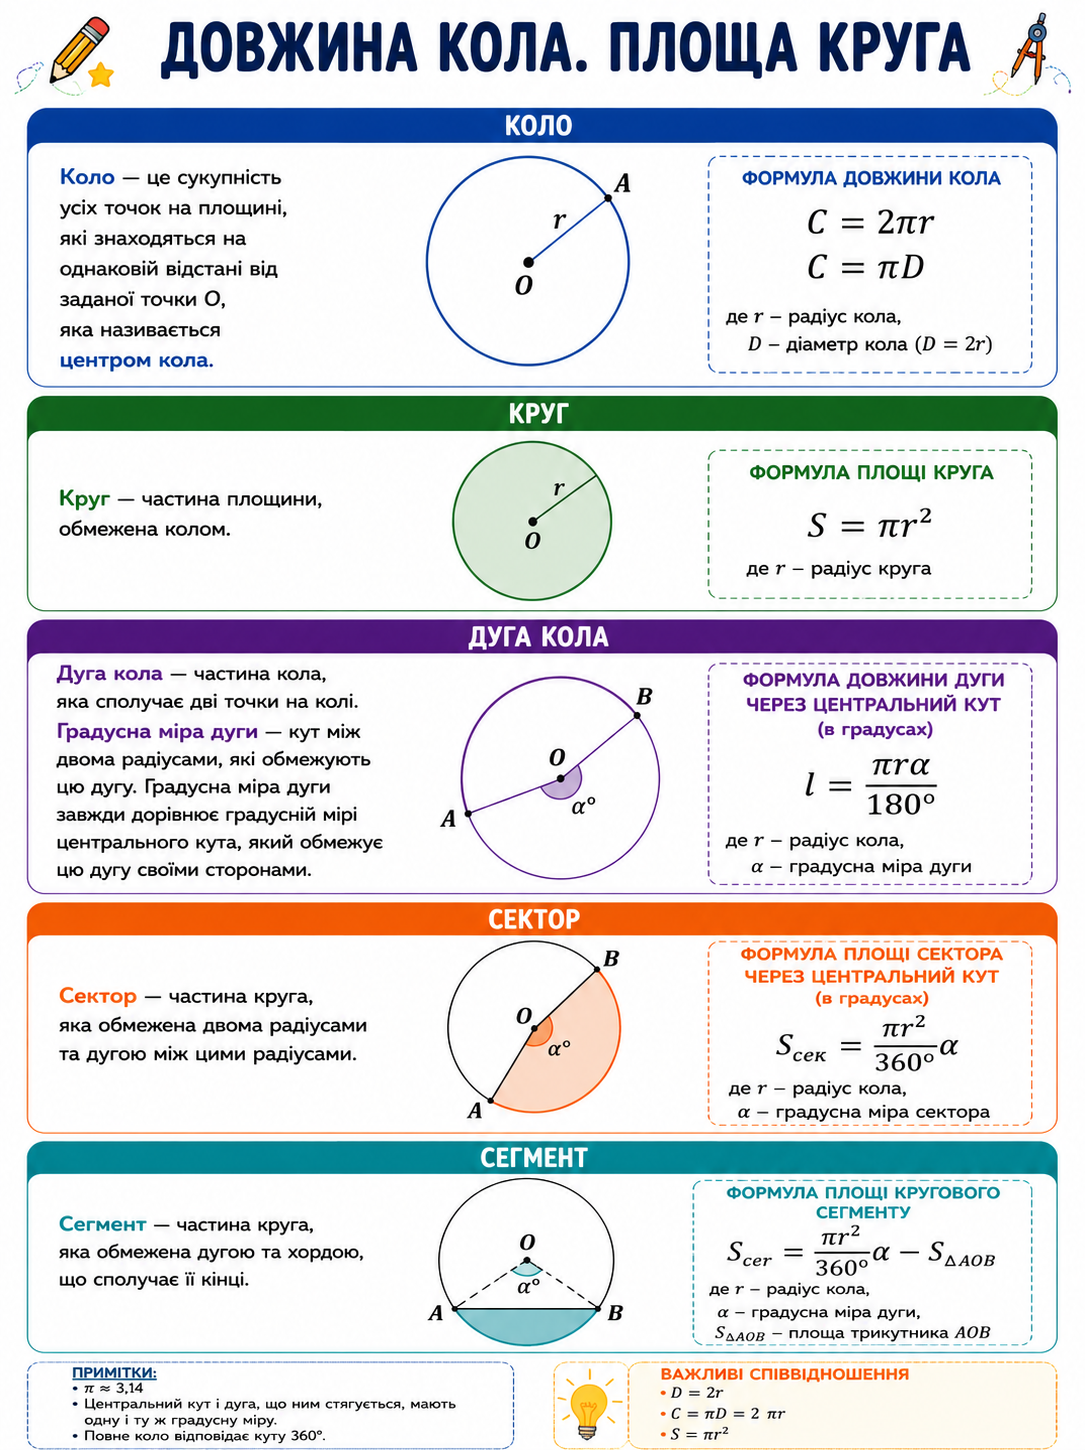 ДОВЖИНА КОЛА. ПЛОЩА КРУГА
КОЛО
Коло — це сукупність
усіх точок на площині,
які знаходяться на
однаковій відстані від
заданої точки O,
яка називається
центром кола.
A
r
O
ФОРМУЛА ДОВЖИНИ КОЛА
C = 2πr
C = πD
де r – радіус кола,
D – діаметр кола (D = 2r)
КРУГ
Круг — частина площини,
обмежена колом.
r
O
ФОРМУЛА ПЛОЩІ КРУГА
S = πr²
де r – радіус круга
ДУГА КОЛА
Дуга кола — частина кола,
яка сполучає дві точки на колі.
Градусна міра дуги — кут між
двома радіусами, які обмежують
цю дугу. Градусна міра дуги
завжди дорівнює градусній мірі
центрального кута, який обмежує
цю дугу своїми сторонами.
B
O
α°
A
ФОРМУЛА ДОВЖИНИ ДУГИ
ЧЕРЕЗ ЦЕНТРАЛЬНИЙ КУТ
(в градусах)
l = πrα/180°
де r – радіус кола,
α – градусна міра дуги
СЕКТОР
Сектор — частина круга,
яка обмежена двома радіусами
та дугою між цими радіусами.
B
O
α°
A
ФОРМУЛА ПЛОЩІ СЕКТОРА
ЧЕРЕЗ ЦЕНТРАЛЬНИЙ КУТ
(в градусах)
Sсек = πr²/360° α
де r – радіус кола,
α – градусна міра сектора
СЕГМЕНТ
Сегмент — частина круга,
яка обмежена дугою та хордою,
що сполучає її кінці.
O
α°
A
B
ФОРМУЛА ПЛОЩІ КРУГОВОГО
СЕГМЕНТУ
Sсег = πr²/360° α − S△AOB
де r – радіус кола,
α – градусна міра дуги,
S△AOB – площа трикутника AOB
ПРИМІТКИ:
• π ≈ 3,14
• Центральний кут і дуга, що ним стягується, мають
одну і ту ж градусну міру.
• Повне коло відповідає куту 360°.
ВАЖЛИВІ СПІВВІДНОШЕННЯ
• D = 2r
• C = πD = 2 πr
• S = πr²